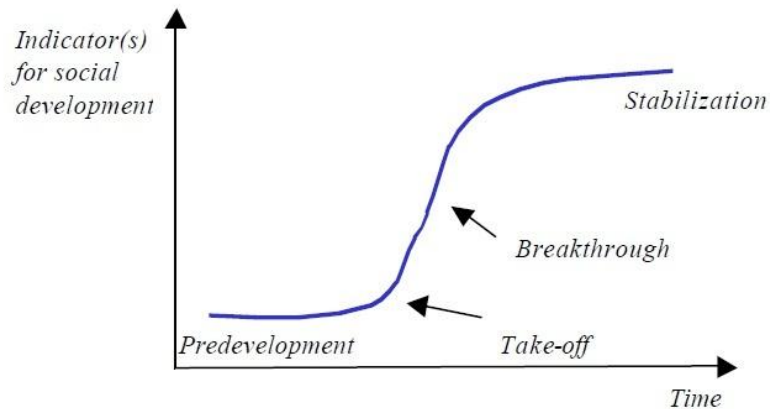 Indicator(s)
for social
development
Stabilization
Breakthrough
Predevelopment
Take-off
Time